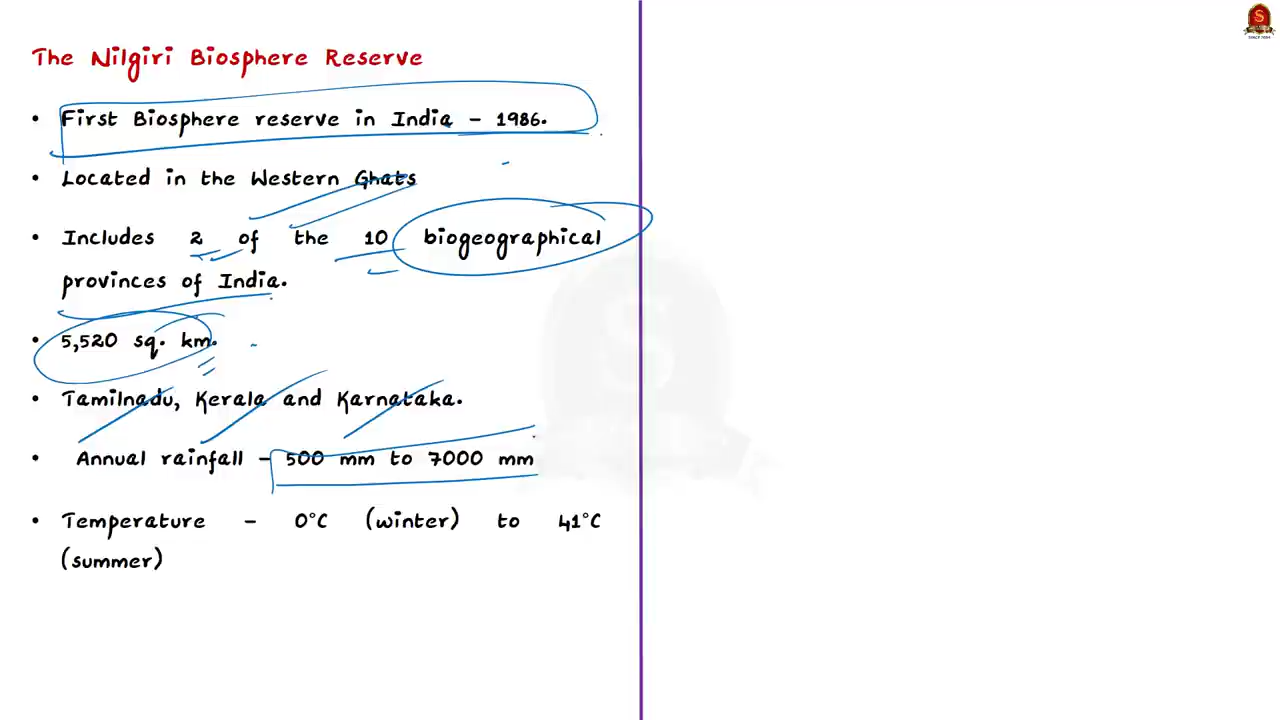 The Nilgiri Biosphere Reserve
• First Biosphere reserve in India - 1986.
• Located in the Western Ghats
• Includes 2 of the 10 biogeographical
provinces of India.
• 5,520 sq. km.
• Tamilnadu, Kerala and Karnataka.
• Annual rainfall - 500 mm to 7000 mm
• Temperature - 0°C (winter) to 41°C
(summer)